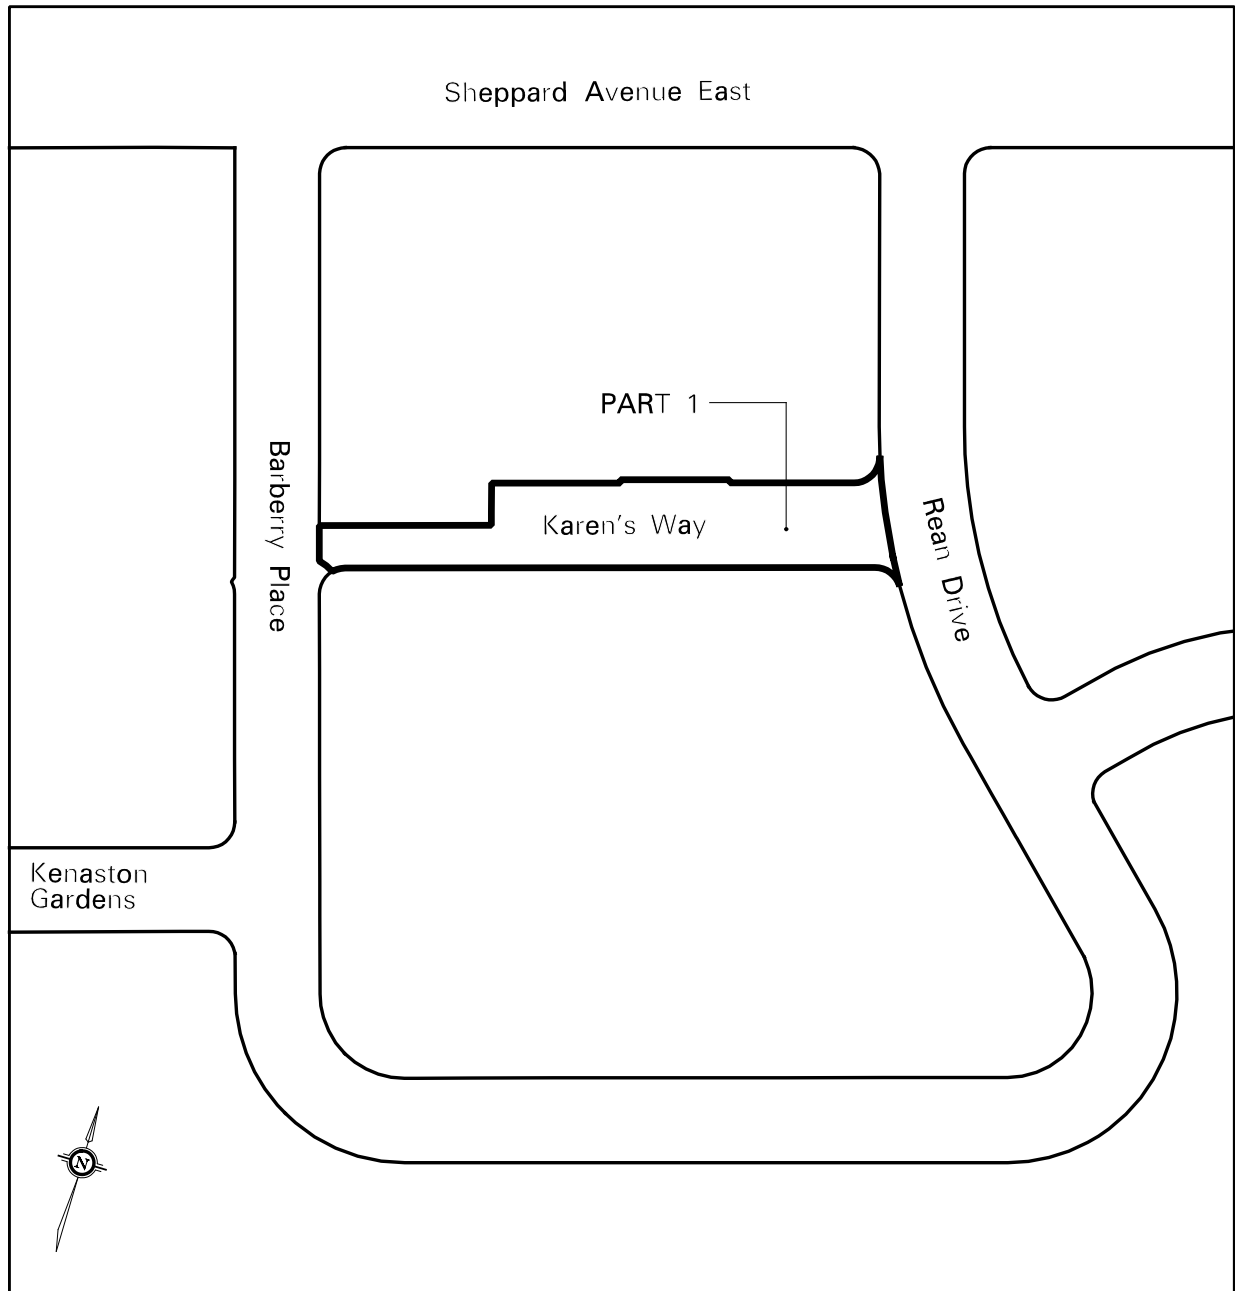 Sheppard Avenue East
PART 1
Barberry Place
Karen's Way
Rean Drive
Kenaston
Gardens
N